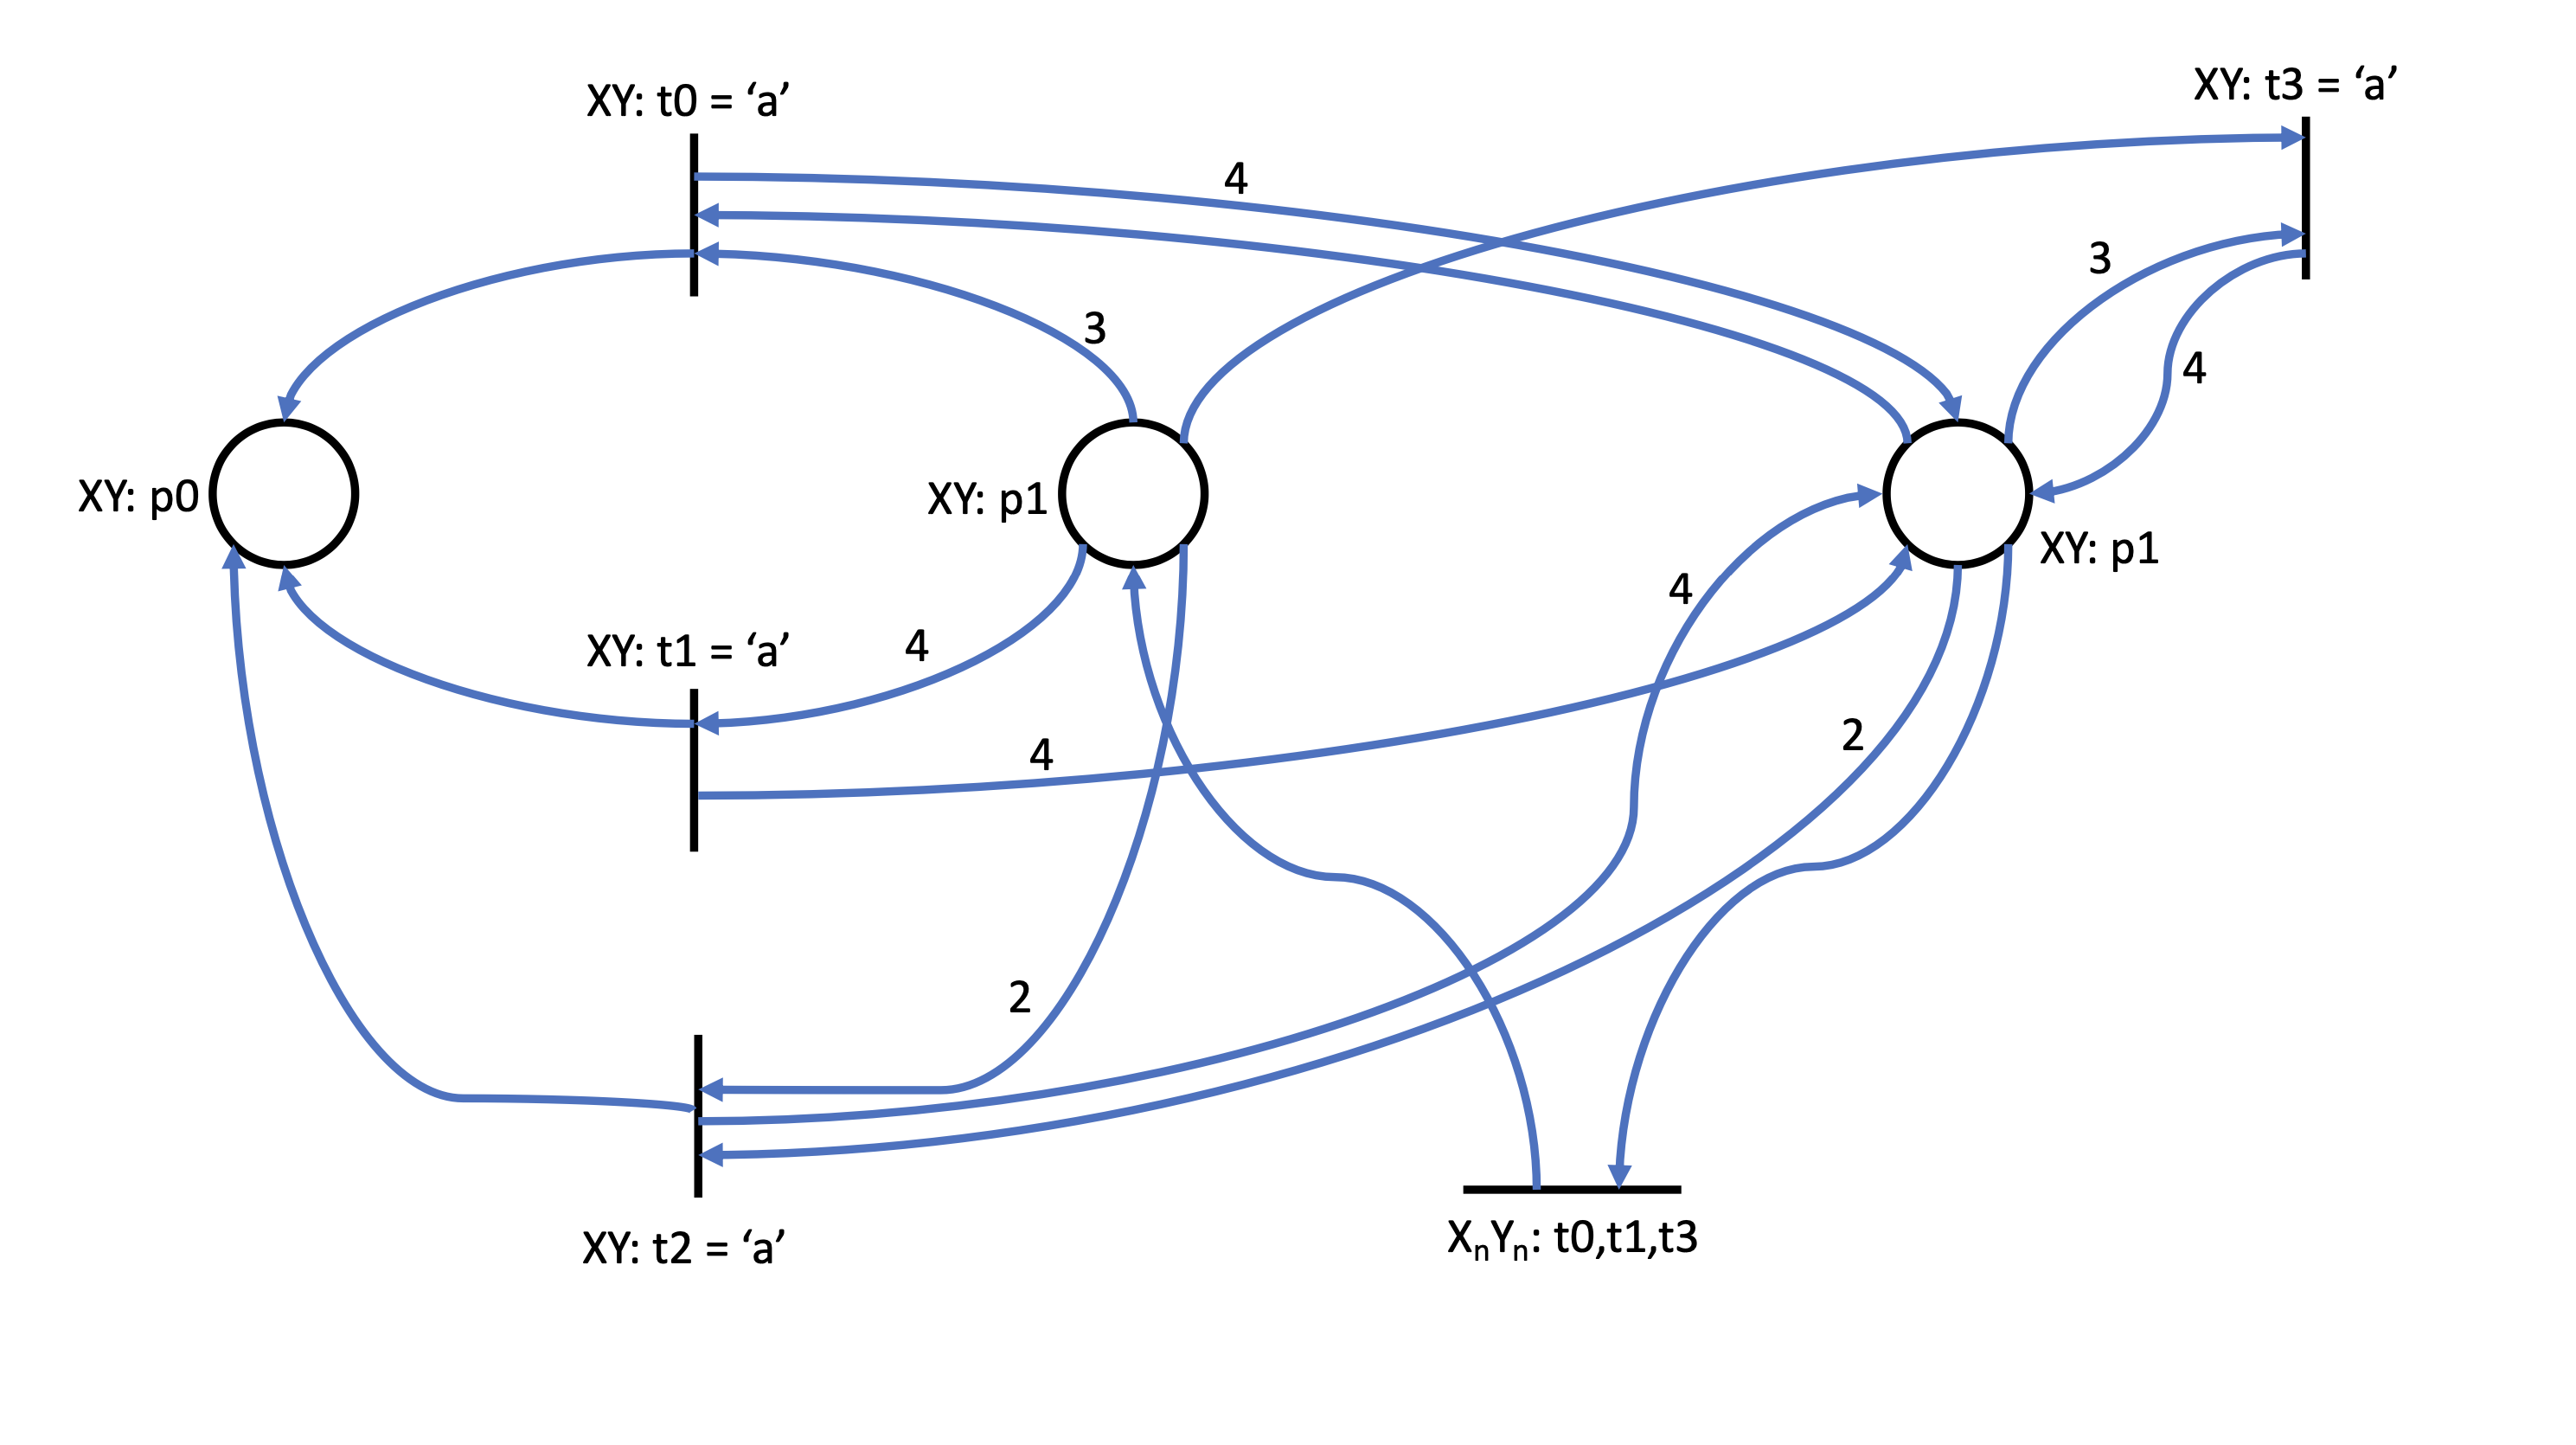 XY: t0 = ‘a’
XY: t3 = ‘a’
4
3
3
4
XY: p0
XY: p1
XY: p1
4
XY: t1 = ‘a’
4
4
2
2
XY: t2 = ‘a’
XₙYₙ: t0,t1,t3